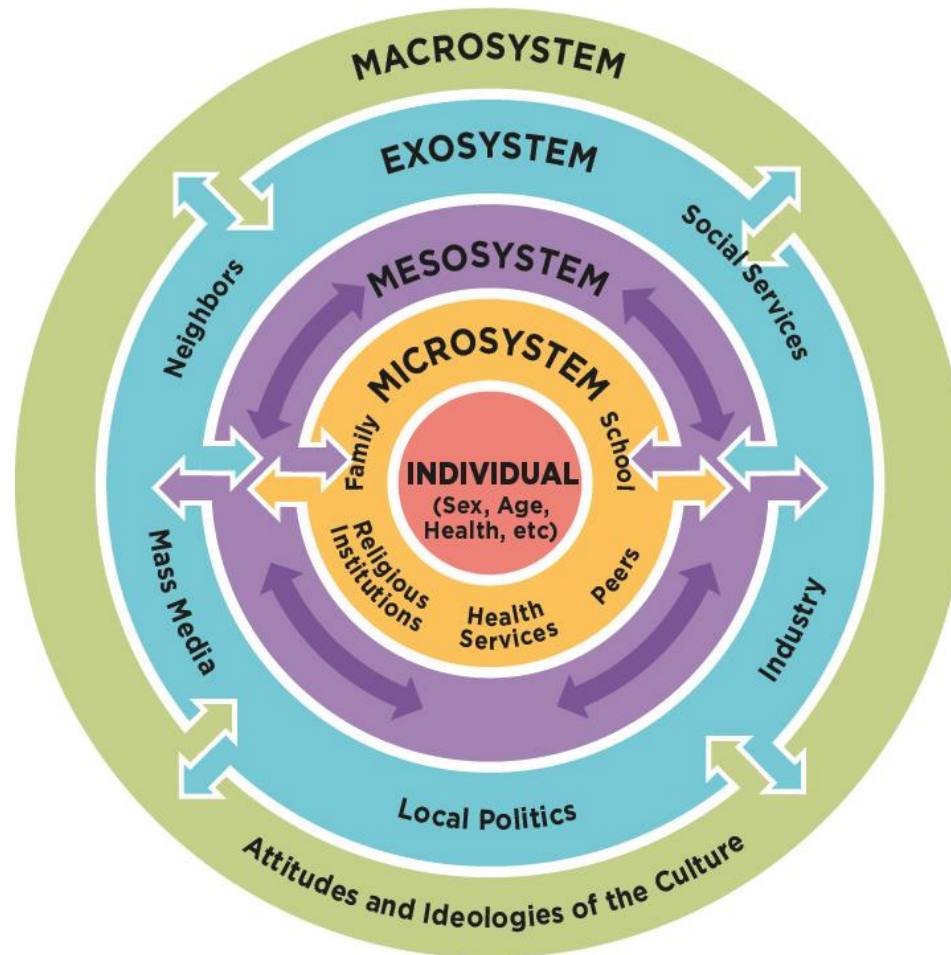 MACROSYSTEM
EXOSYSTEM
MESOSYSTEM
MICROSYSTEM
INDIVIDUAL
(Sex, Age,
Health, etc)
Family
School
Religious
Institutions
Health
Services
Peers
Neighbors
Social Services
Mass Media
Industry
Local Politics
Attitudes and Ideologies of the Culture